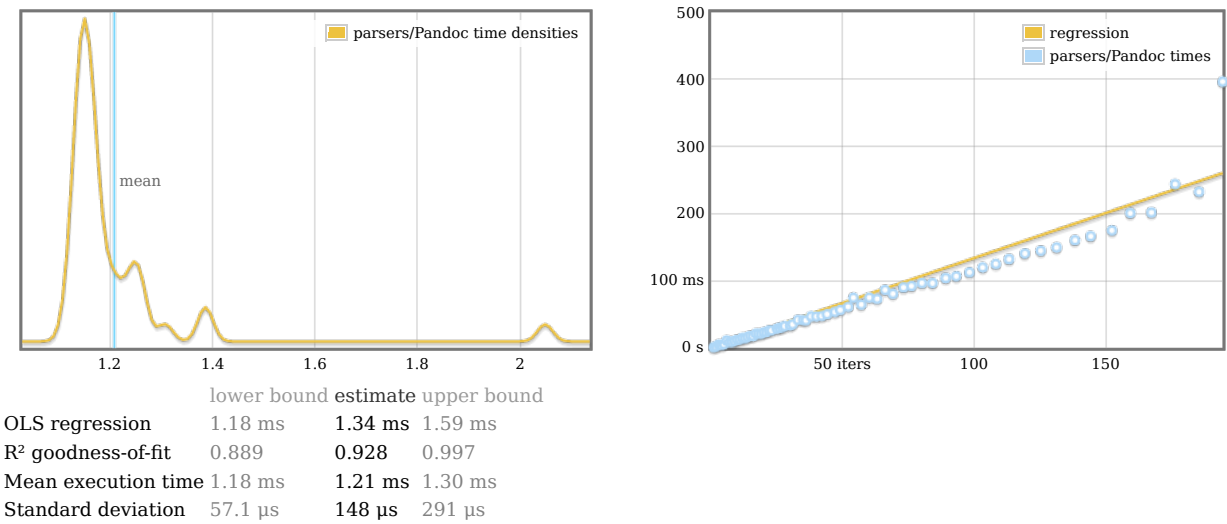 parsers/Pandoc time densities
mean
1.2 1.4 1.6 1.8 2
500
400
300
200
100 ms
0 s
regression
parsers/Pandoc times
50 iters 100 150
lower bound estimate upper bound
OLS regression 1.18 ms 1.34 ms 1.59 ms
R² goodness-of-fit 0.889 0.928 0.997
Mean execution time 1.18 ms 1.21 ms 1.30 ms
Standard deviation 57.1 μs 148 μs 291 μs